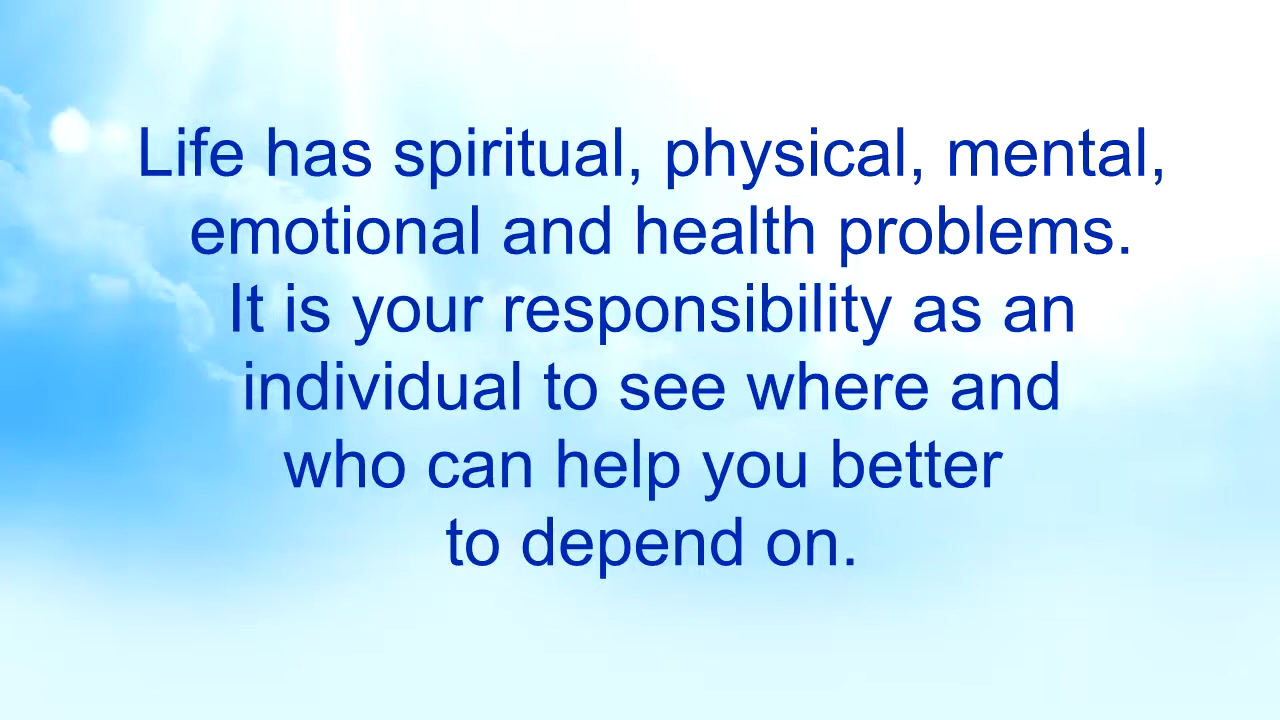 Life has spiritual, physical, mental,
emotional and health problems.
It is your responsibility as an
individual to see where and
who can help you better
to depend on.